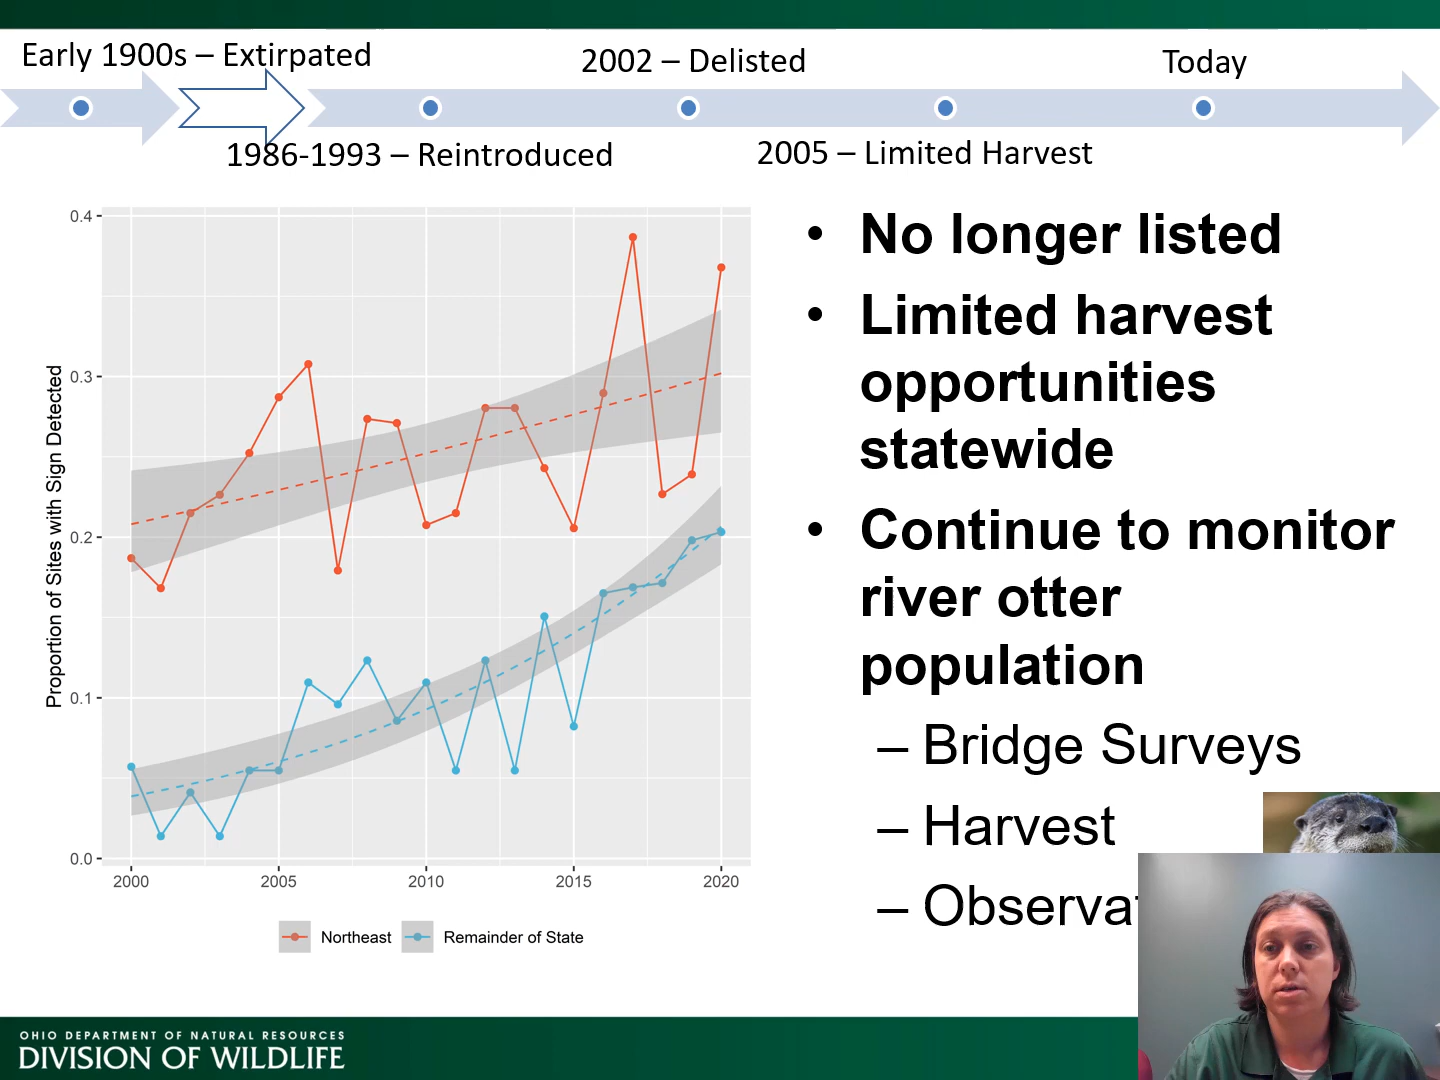 Early 1900s – Extirpated
2002 – Delisted
Today
1986-1993 – Reintroduced
2005 – Limited Harvest
• No longer listed
• Limited harvest
opportunities
statewide
• Continue to monitor
river otter
population
– Bridge Surveys
– Harvest
Proportion of Sites with Sign Detected
0.4
0.3
0.2
0.1
0.0
2000 2005 2010 2015 2020
Northeast Remainder of State
OHIO DEPARTMENT OF NATURAL RESOURCES
DIVISION OF WILDLIFE